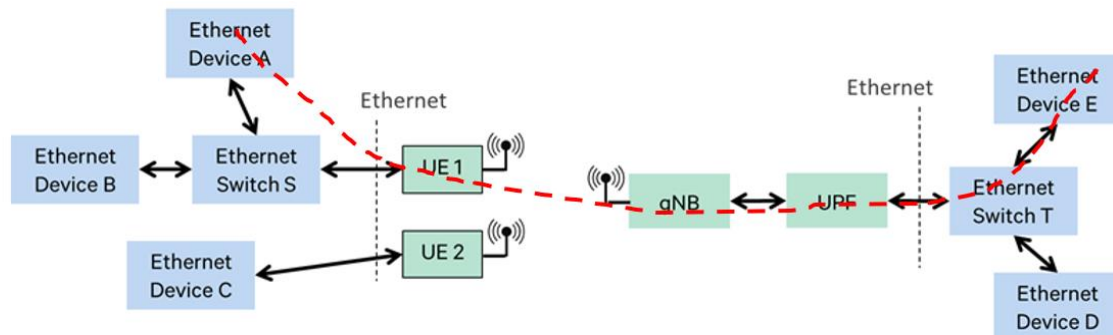 Ethernet
Device A
Ethernet
Ethernet
Ethernet
Device E
Ethernet
Device B
Ethernet
Switch S
UE 1
gNB
UPF
Ethernet
Switch T
UE 2
Ethernet
Device C
Ethernet
Device D